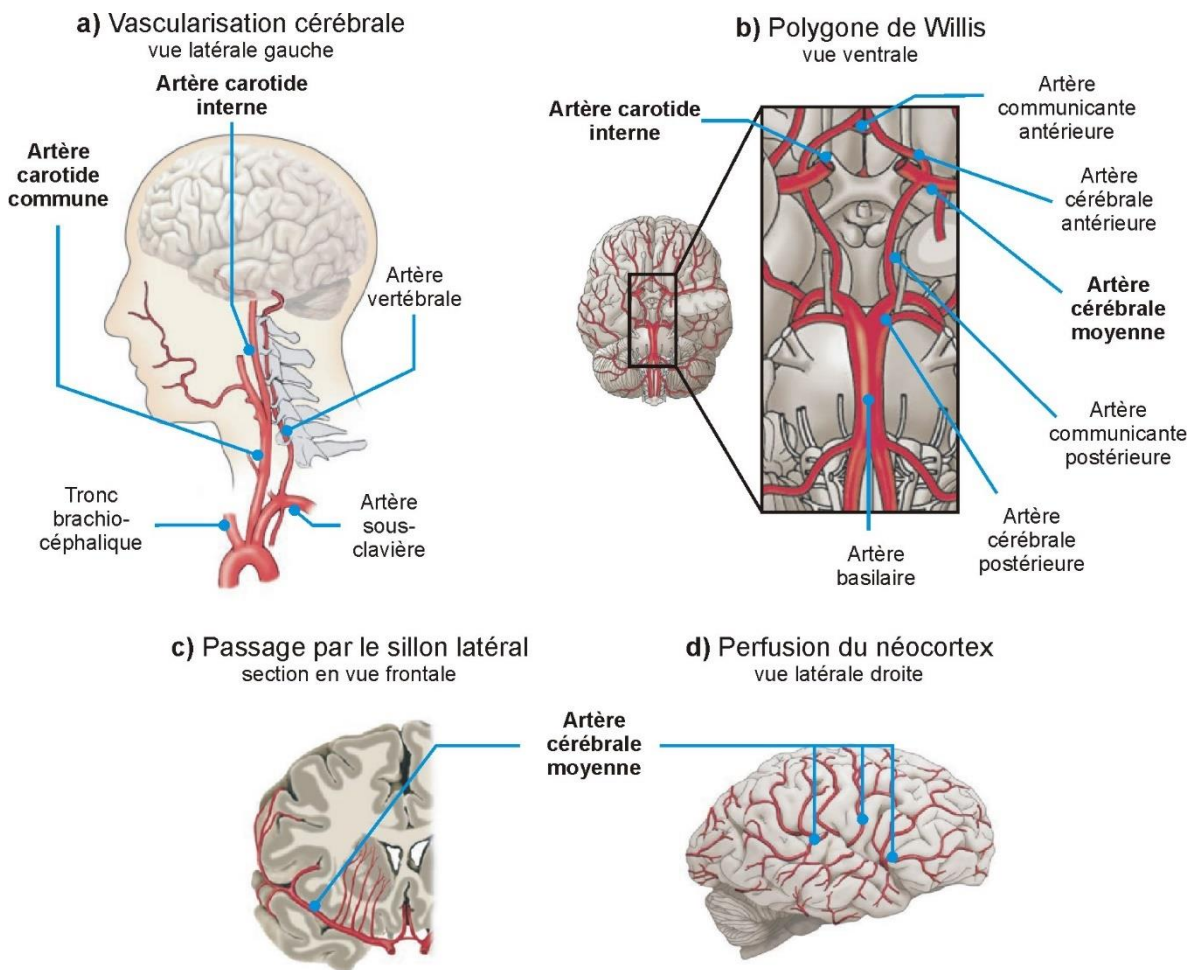 a) Vascularisation cérébrale
vue latérale gauche
Artère carotide
interne
Artère
carotide
commune
Artère
vertébrale
Tronc
brachio-
céphalique
Artère
sous-
clavière
b) Polygone de Willis
vue ventrale
Artère carotide
interne
Artère
communicante
antérieure
Artère
cérébrale
antérieure
Artère
cérébrale
moyenne
Artère
communicante
postérieure
Artère
cérébrale
postérieure
Artère
basilaire
c) Passage par le sillon latéral
section en vue frontale
d) Perfusion du néocortex
vue latérale droite
Artère
cérébrale
moyenne